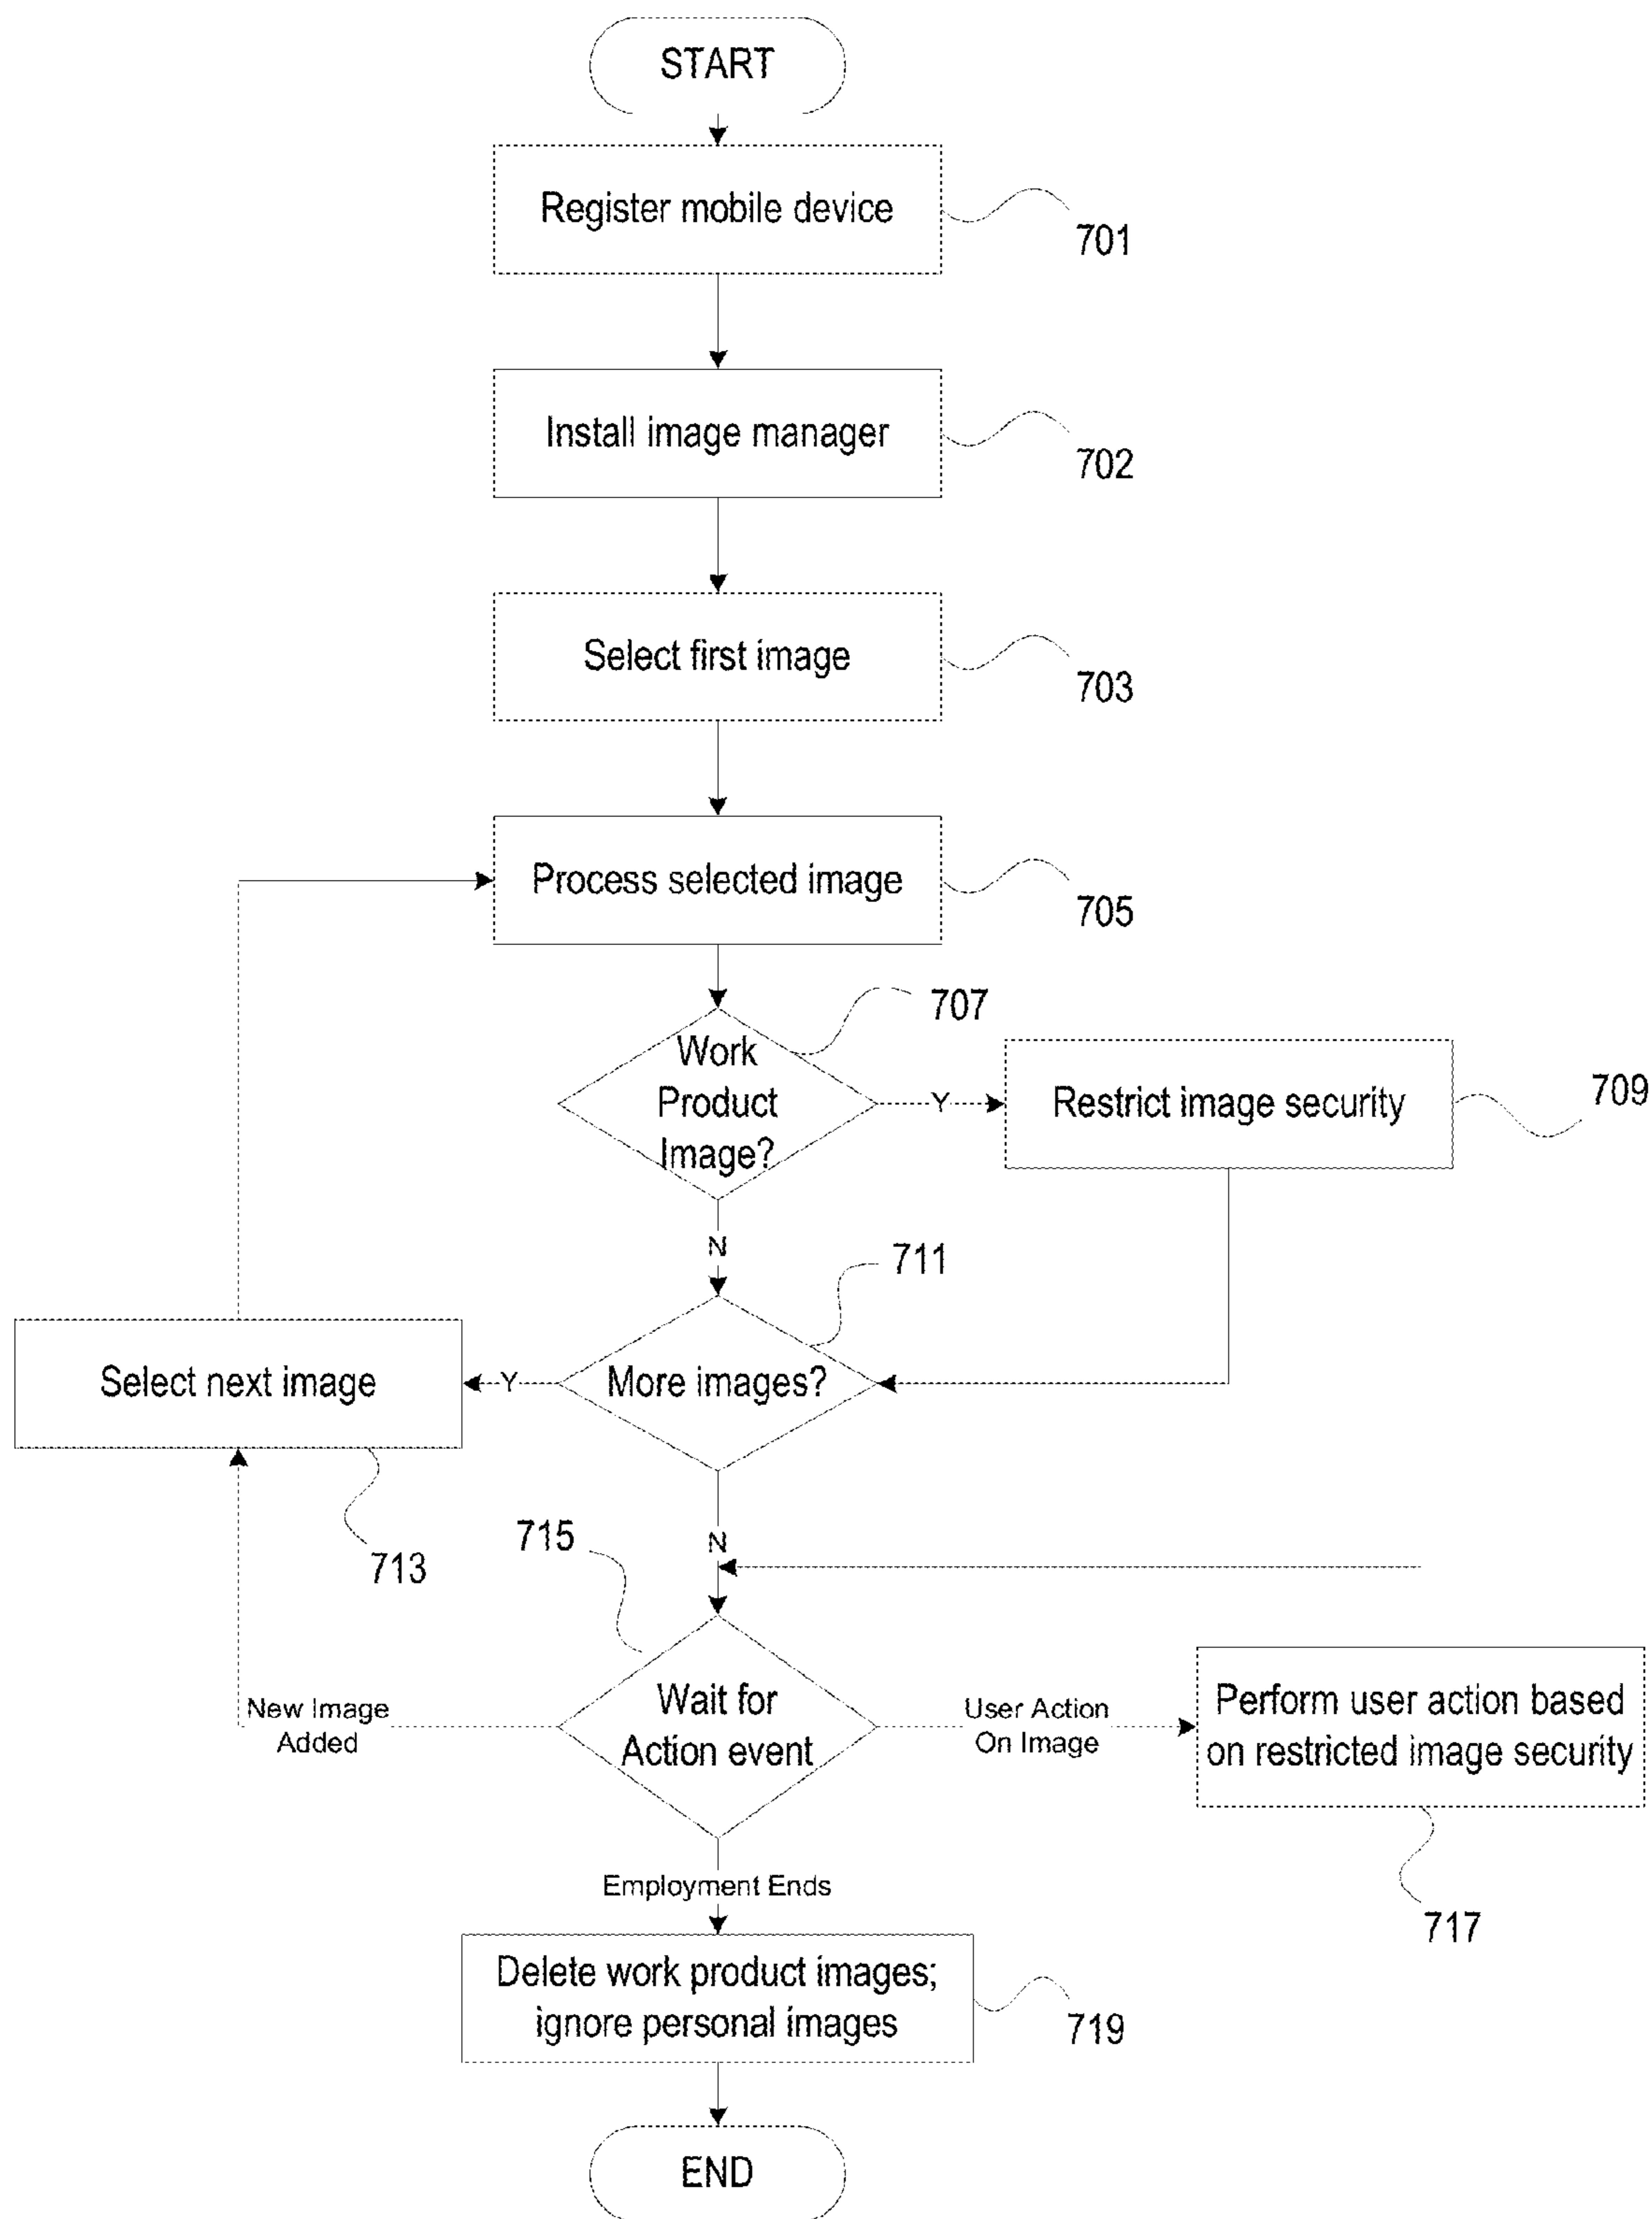 START
Register mobile device
701
Install image manager
702
Select first image
703
Process selected image
705
707
Work
Product
Image?
Y
Restrict image security
709
N
711
Select next image
Y
More images?
713
715
N
New Image
Added
Wait for
Action event
User Action
On Image
Perform user action based
on restricted image security
717
Employment Ends
Delete work product images;
ignore personal images
719
END